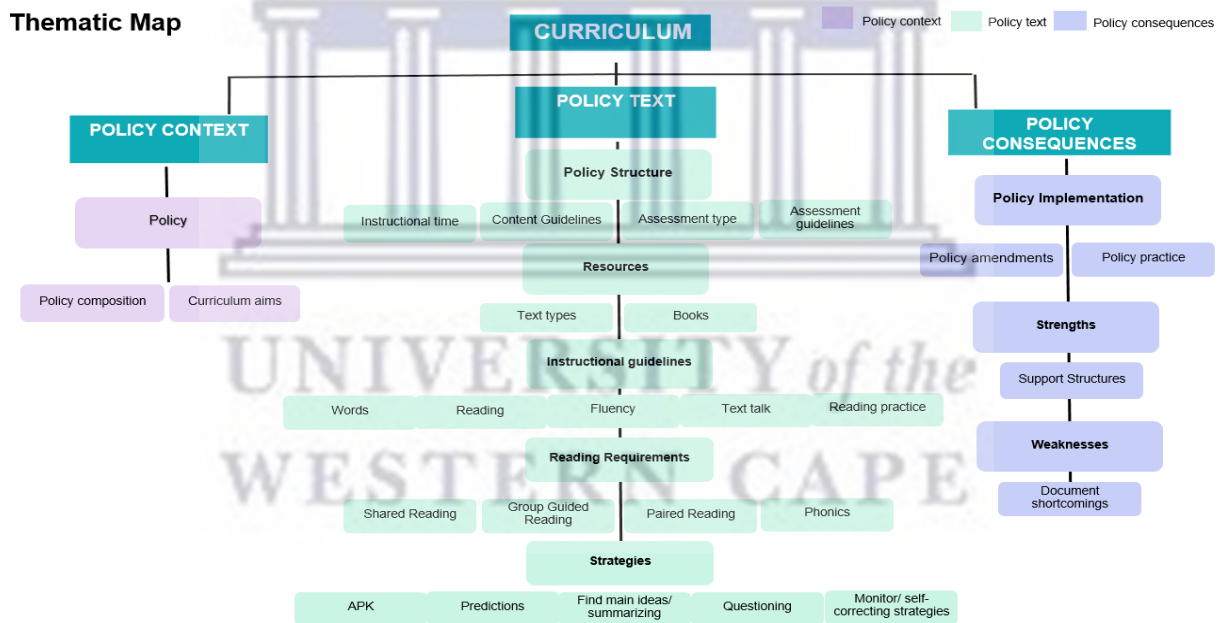 Thematic Map
Policy context
Policy text
Policy consequences
CURRICULUM
POLICY CONTEXT
POLICY TEXT
POLICY
CONSEQUENCES
Policy
Policy composition
Curriculum aims
Policy Structure
Instructional time
Content Guidelines
Assessment type
Assessment
guidelines
Resources
Text types
Books
Instructional guidelines
Words
Reading
Fluency
Text talk
Reading practice
Reading Requirements
Shared Reading
Group Guided
Reading
Paired Reading
Phonics
Strategies
APK
Predictions
Find main ideas/
summarizing
Questioning
Monitor/ self-
correcting strategies
Policy Implementation
Policy amendments
Policy practice
Strengths
Support Structures
Weaknesses
Document
shortcomings
UNIVERSITY of the
WESTERN CAPE